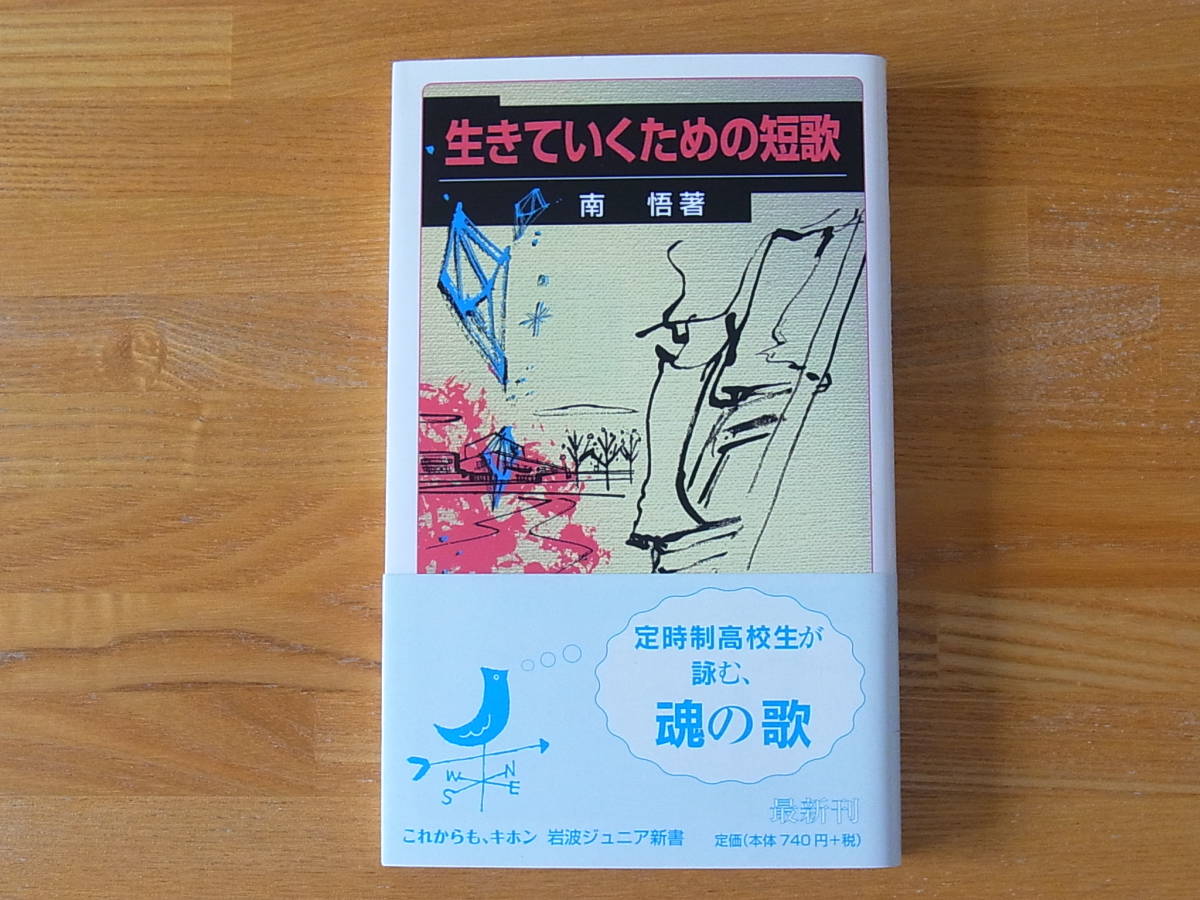 生きていくための短歌
南 悟著
定時制高校生が
詠む、
魂の歌
W N
S E
最新刊
これからも、キホン 岩波ジュニア新書 定価(本体740円+税)